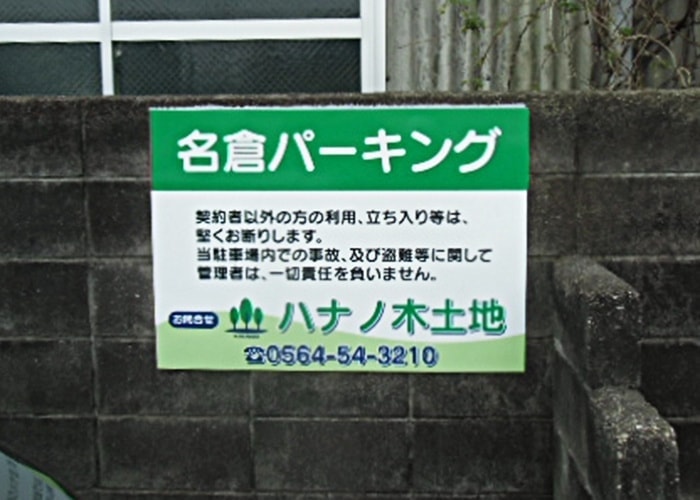 名倉パーキング
契約者以外の方の利用、立ち入り等は、
堅くお断りします。
当駐車場内での事故、及び盗難等に関して
管理者は、一切責任を負いません。
お問合せ
ハナノ木土地
☎0564-54-3210